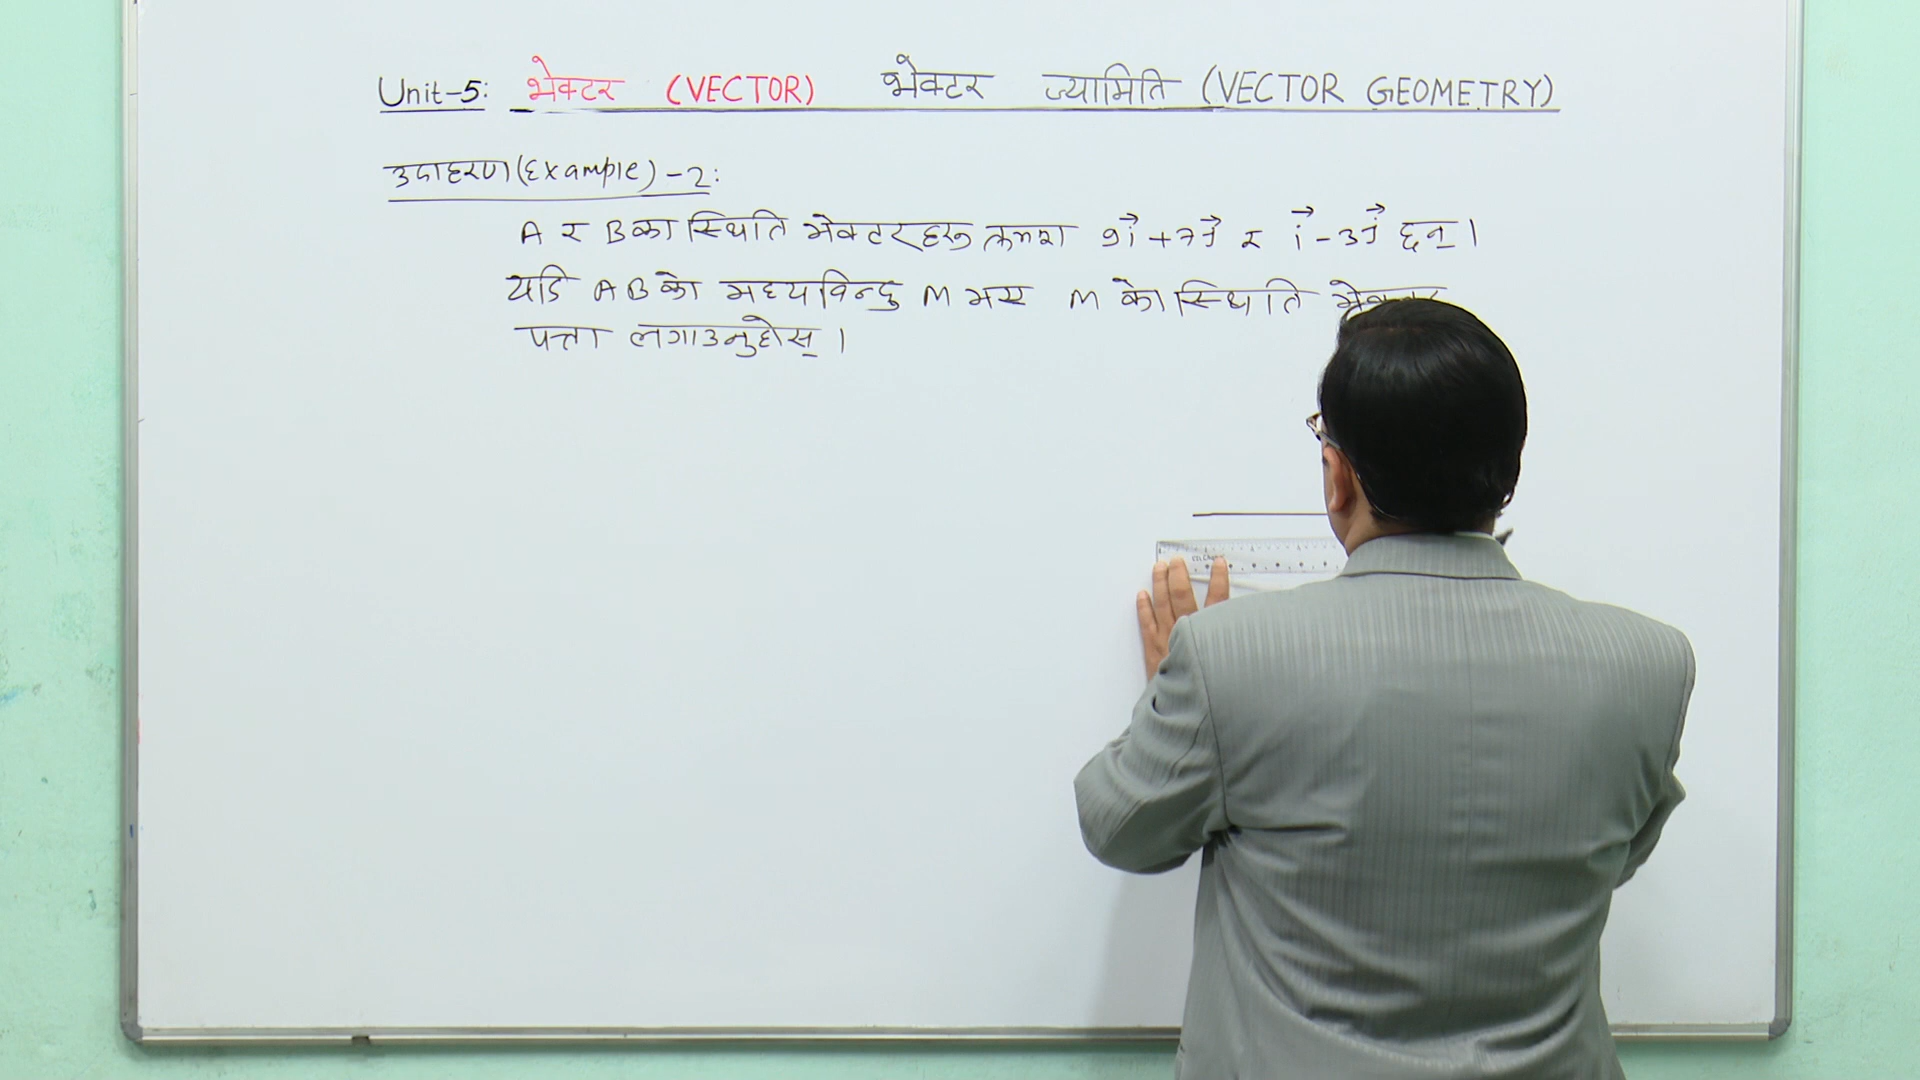 Unit-5: भेक्टर (VECTOR) भेक्टर ज्यामिति (VECTOR GEOMETRY)
उदाहरण (Example) -2:
A र B का स्थिति भेक्टरहरु क्रमश 9i⃗ + 7j⃗ र i⃗ - 3j⃗ छन् ।
यदि AB को मध्यविन्दु M भए M को स्थिति
पत्ता लगाउनुहोस् ।